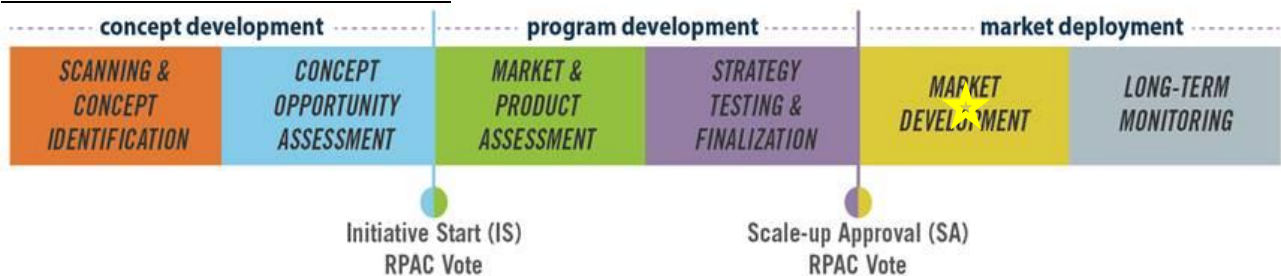 concept development
program development
market deployment
SCANNING &
CONCEPT
IDENTIFICATION
CONCEPT
OPPORTUNITY
ASSESSMENT
MARKET &
PRODUCT
ASSESSMENT
STRATEGY
TESTING &
FINALIZATION
MARKET
DEVELOPMENT
LONG-TERM
MONITORING
Initiative Start (IS)
RPAC Vote
Scale-up Approval (SA)
RPAC Vote